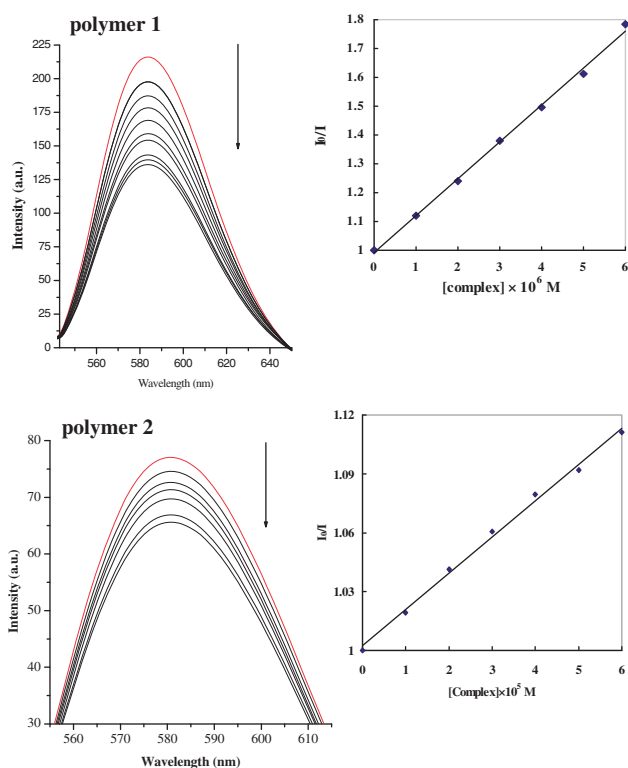 polymer 1
225
200
175
150
125
100
75
50
25
0
Intensity (a.u.)
560 580 600 620 640
Wavelength (nm)
1.8
1.7
1.6
1.5
1.4
1.3
1.2
1.1
1
I₀/I
0 1 2 3 4 5 6
[complex] × 10⁶ M
polymer 2
80
70
60
50
40
30
Intensity (a.u.)
560 570 580 590 600 610
Wavelength (nm)
1.12
1.09
1.06
1.03
1
I₀/I
0 1 2 3 4 5 6
[Complex]×10⁵ M